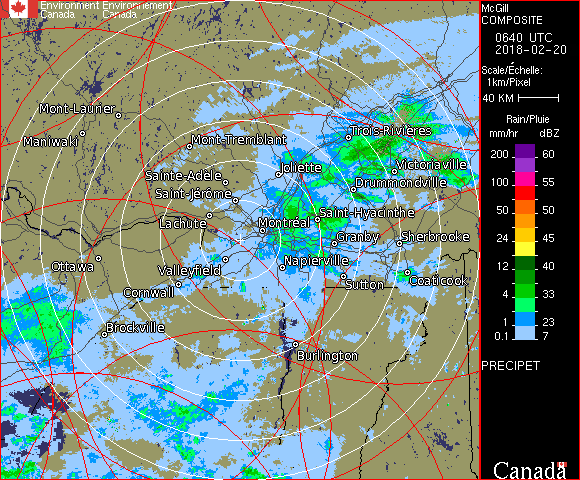 Environment Environnement
Canada Canada
McGill
COMPOSITE
0640 UTC
2018-02-20
Scale/Échelle:
1km/Pixel
40 KM
Rain/Pluie
mm/hr dBZ
200 60
100 55
50 50
24 45
12 40
4 33
1 23
0.1 7
PRECIPET
Mont-Laurier
Maniwaki
Mont-Tremblant
Trois-Rivières
Sainte-Adèle
Joliette
Victoriaville
Saint-Jérôme
Drummondville
Lachute
Montréal
Saint-Hyacinthe
Granby
Sherbrooke
Ottawa
Valleyfield
Napierville
Cornwall
Sutton
Coaticook
Brockville
Burlington
Canada